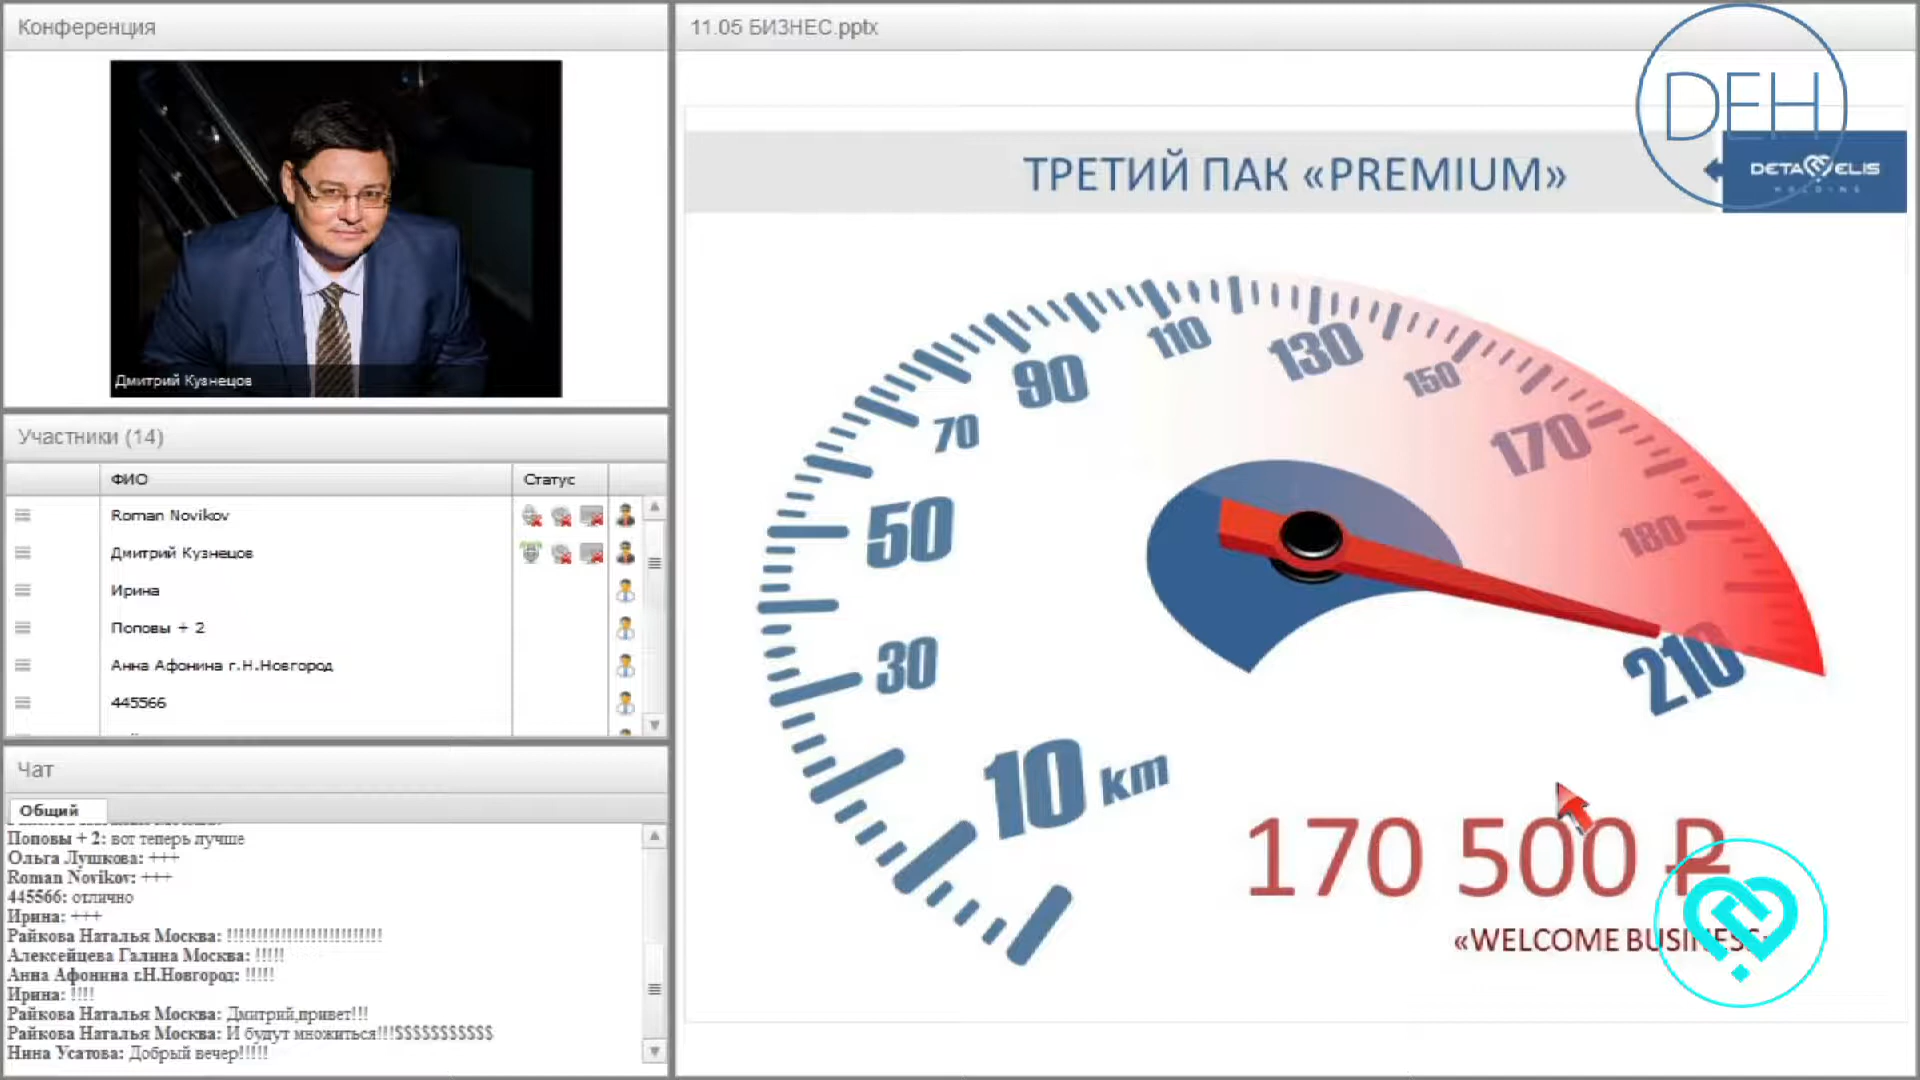 Конференция
Дмитрий Кузнецов
Участники (14)
ФИО
Статус
Roman Novikov
Дмитрий Кузнецов
Ирина
Поповы + 2
Анна Афонина г.Н.Новгород
445566
Чат
Общий
Поповы + 2: вот теперь лучше
Ольга Лушкова: +++
Roman Novikov: +++
445566: отлично
Ирина: +++
Райкова Наталья Москва: !!!!!!!!!!!!!!!!!!!!!!!!!!
Алексейцева Галина Москва: !!!!!
Анна Афонина г.Н.Новгород: !!!!!
Ирина: !!!!
Райкова Наталья Москва: Дмитрий,привет!!!
Райкова Наталья Москва: И будут множиться!!!$$$$$$$$$$$
Нина Усатова: Добрый вечер!!!!!
11.05 БИЗНЕС.pptx
DEH
ТРЕТИЙ ПАК «PREMIUM»
DETA ELIS
HOLDING
10 km
30
50
70
90
110
130
150
170
180
210
170 500 ₽
«WELCOME BUSINESS»